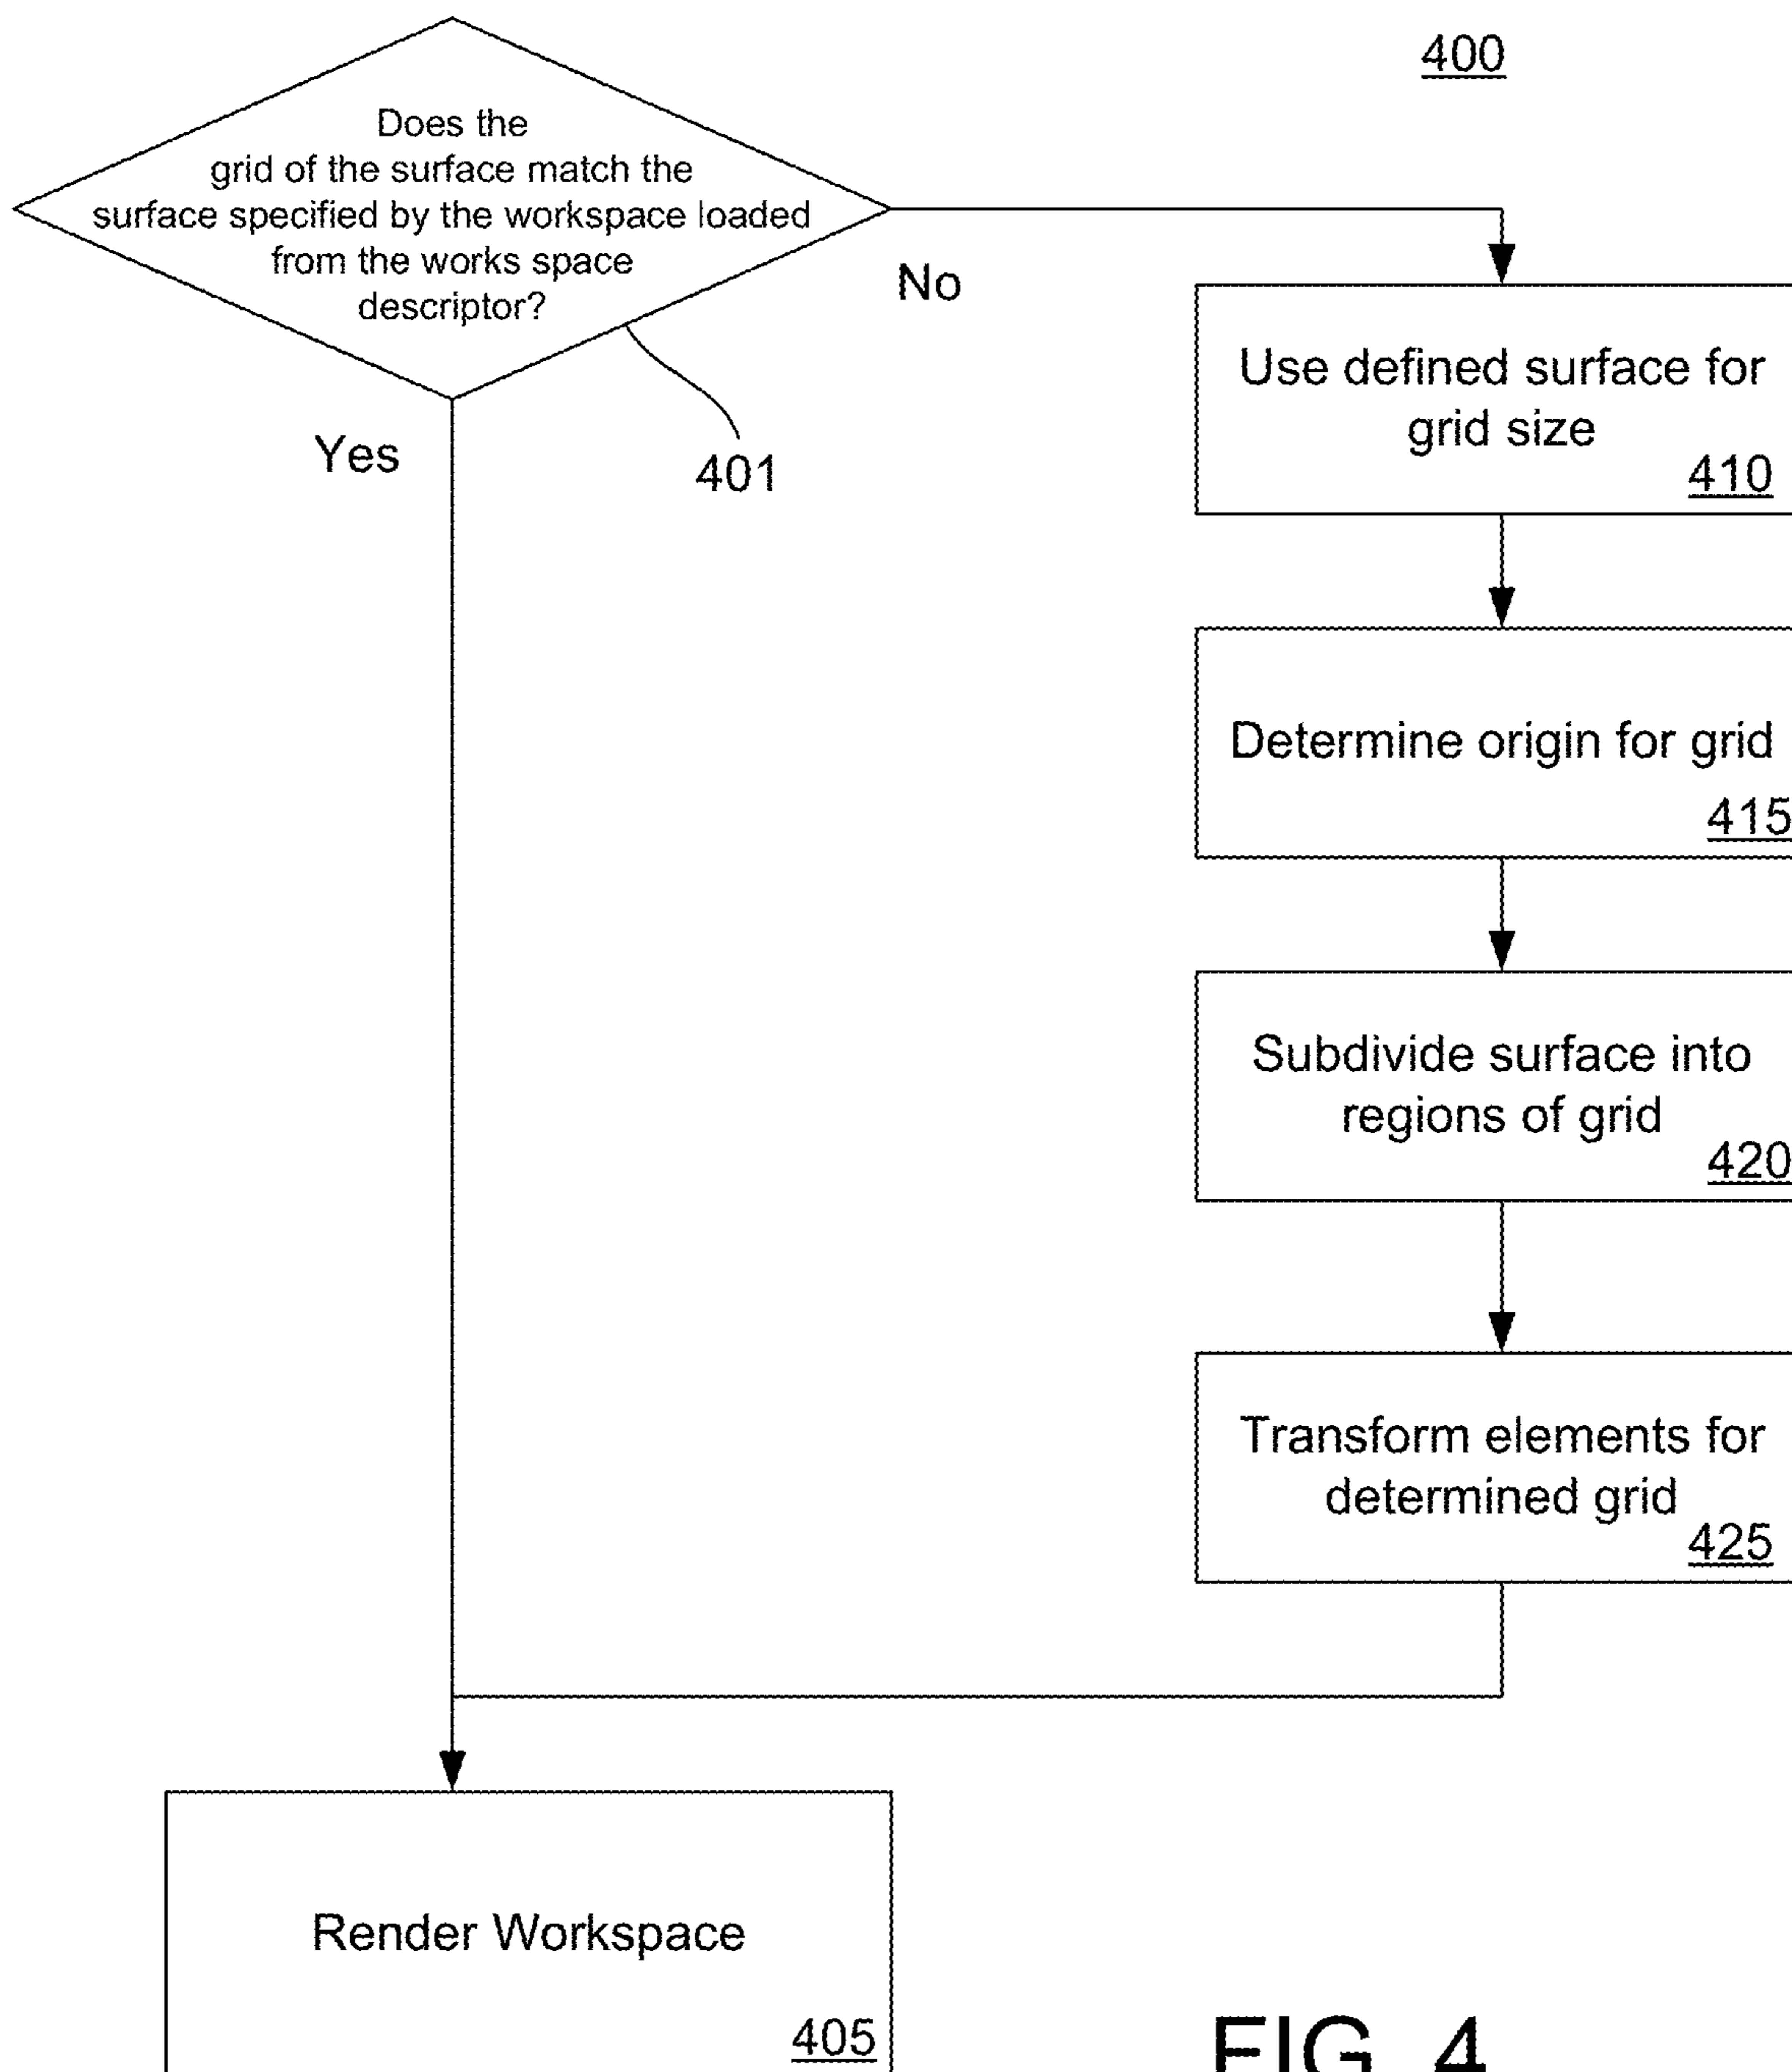 400
Does the
grid of the surface match the
surface specified by the workspace loaded
from the works space
descriptor?
No
Yes
401
Use defined surface for
grid size
410
Determine origin for grid
415
Subdivide surface into
regions of grid
420
Transform elements for
determined grid
425
Render Workspace
405
FIG. 4